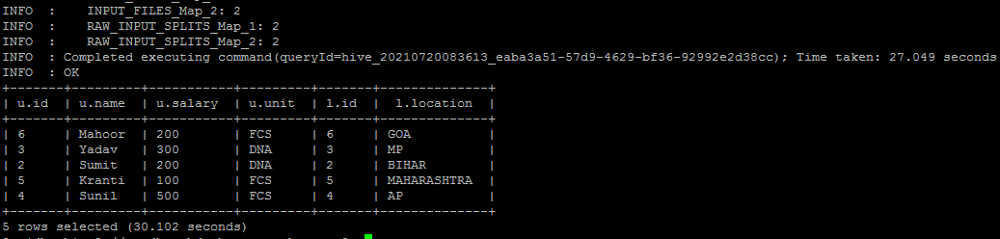 INFO  :     INPUT_FILES_Map_2: 2
INFO  :     RAW_INPUT_SPLITS_Map_1: 2
INFO  :     RAW_INPUT_SPLITS_Map_2: 2
INFO  : Completed executing command(queryId=hive_20210720083613_eaba3a51-57d9-4629-bf36-92992e2d38cc); Time taken: 27.049 seconds
INFO  : OK
+-------+---------+-----------+---------+-------+--------------+
| u.id  | u.name  | u.salary  | u.unit  | l.id  |  l.location  |
+-------+---------+-----------+---------+-------+--------------+
| 6     | Mahoor  | 200       | FCS     | 6     | GOA          |
| 3     | Yadav   | 300       | DNA     | 3     | MP           |
| 2     | Sumit   | 200       | DNA     | 2     | BIHAR        |
| 5     | Kranti  | 100       | FCS     | 5     | MAHARASHTRA  |
| 4     | Sunil   | 500       | FCS     | 4     | AP           |
+-------+---------+-----------+---------+-------+--------------+
5 rows selected (30.102 seconds)